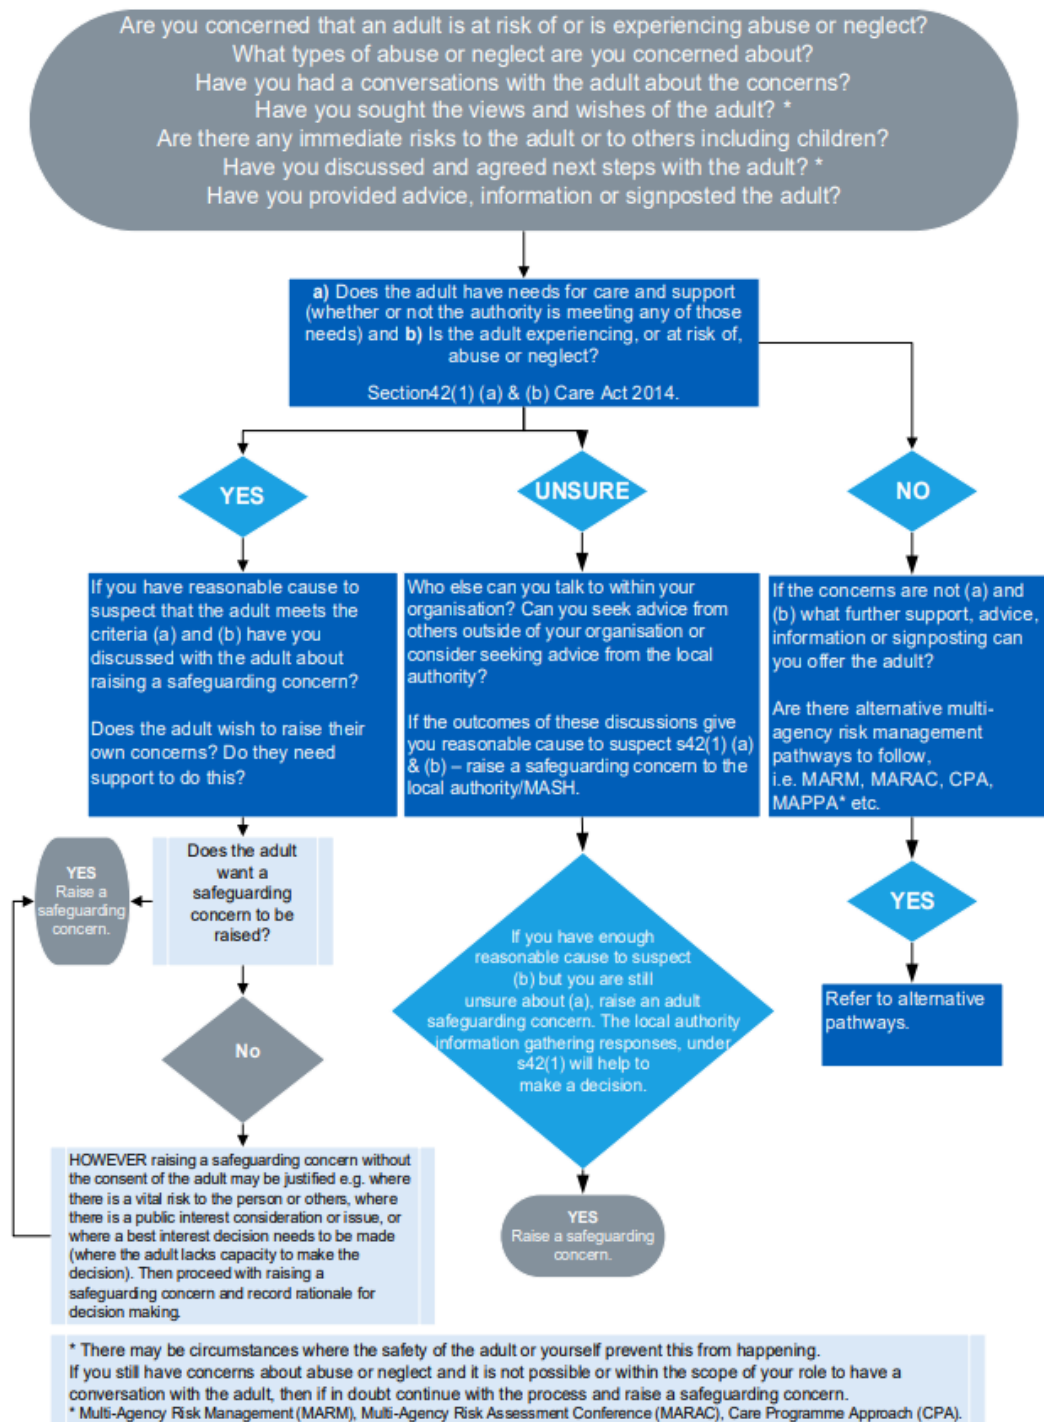 Are you concerned that an adult is at risk of or is experiencing abuse or neglect?
What types of abuse or neglect are you concerned about?
Have you had a conversations with the adult about the concerns?
Have you sought the views and wishes of the adult? *
Are there any immediate risks to the adult or to others including children?
Have you discussed and agreed next steps with the adult? *
Have you provided advice, information or signposted the adult?
a) Does the adult have needs for care and support
(whether or not the authority is meeting any of those
needs) and b) Is the adult experiencing, or at risk of,
abuse or neglect?
Section42(1) (a) & (b) Care Act 2014.
YES
UNSURE
NO
If you have reasonable cause to
suspect that the adult meets the
criteria (a) and (b) have you
discussed with the adult about
raising a safeguarding concern?
Does the adult wish to raise their
own concerns? Do they need
support to do this?
Who else can you talk to within your
organisation? Can you seek advice from
others outside of your organisation or
consider seeking advice from the local
authority?
If the outcomes of these discussions give
you reasonable cause to suspect s42(1) (a)
& (b) – raise a safeguarding concern to the
local authority/MASH.
If the concerns are not (a) and
(b) what further support, advice,
information or signposting can
you offer the adult?
Are there alternative multi-
agency risk management
pathways to follow,
i.e. MARM, MARAC, CPA,
MAPPA* etc.
YES
Raise a
safeguarding
concern.
Does the adult
want a
safeguarding
concern to be
raised?
No
HOWEVER raising a safeguarding concern without
the consent of the adult may be justified e.g. where
there is a vital risk to the person or others, where
there is a public interest consideration or issue, or
where a best interest decision needs to be made
(where the adult lacks capacity to make the
decision). Then proceed with raising a
safeguarding concern and record rationale for
decision making.
If you have enough
reasonable cause to suspect
(b) but you are still
unsure about (a), raise an adult
safeguarding concern. The local authority
information gathering responses, under
s42(1) will help to
make a decision.
YES
Raise a safeguarding
concern.
YES
Refer to alternative
pathways.
* There may be circumstances where the safety of the adult or yourself prevent this from happening.
If you still have concerns about abuse or neglect and it is not possible or within the scope of your role to have a
conversation with the adult, then if in doubt continue with the process and raise a safeguarding concern.
* Multi-Agency Risk Management (MARM), Multi-Agency Risk Assessment Conference (MARAC), Care Programme Approach (CPA).